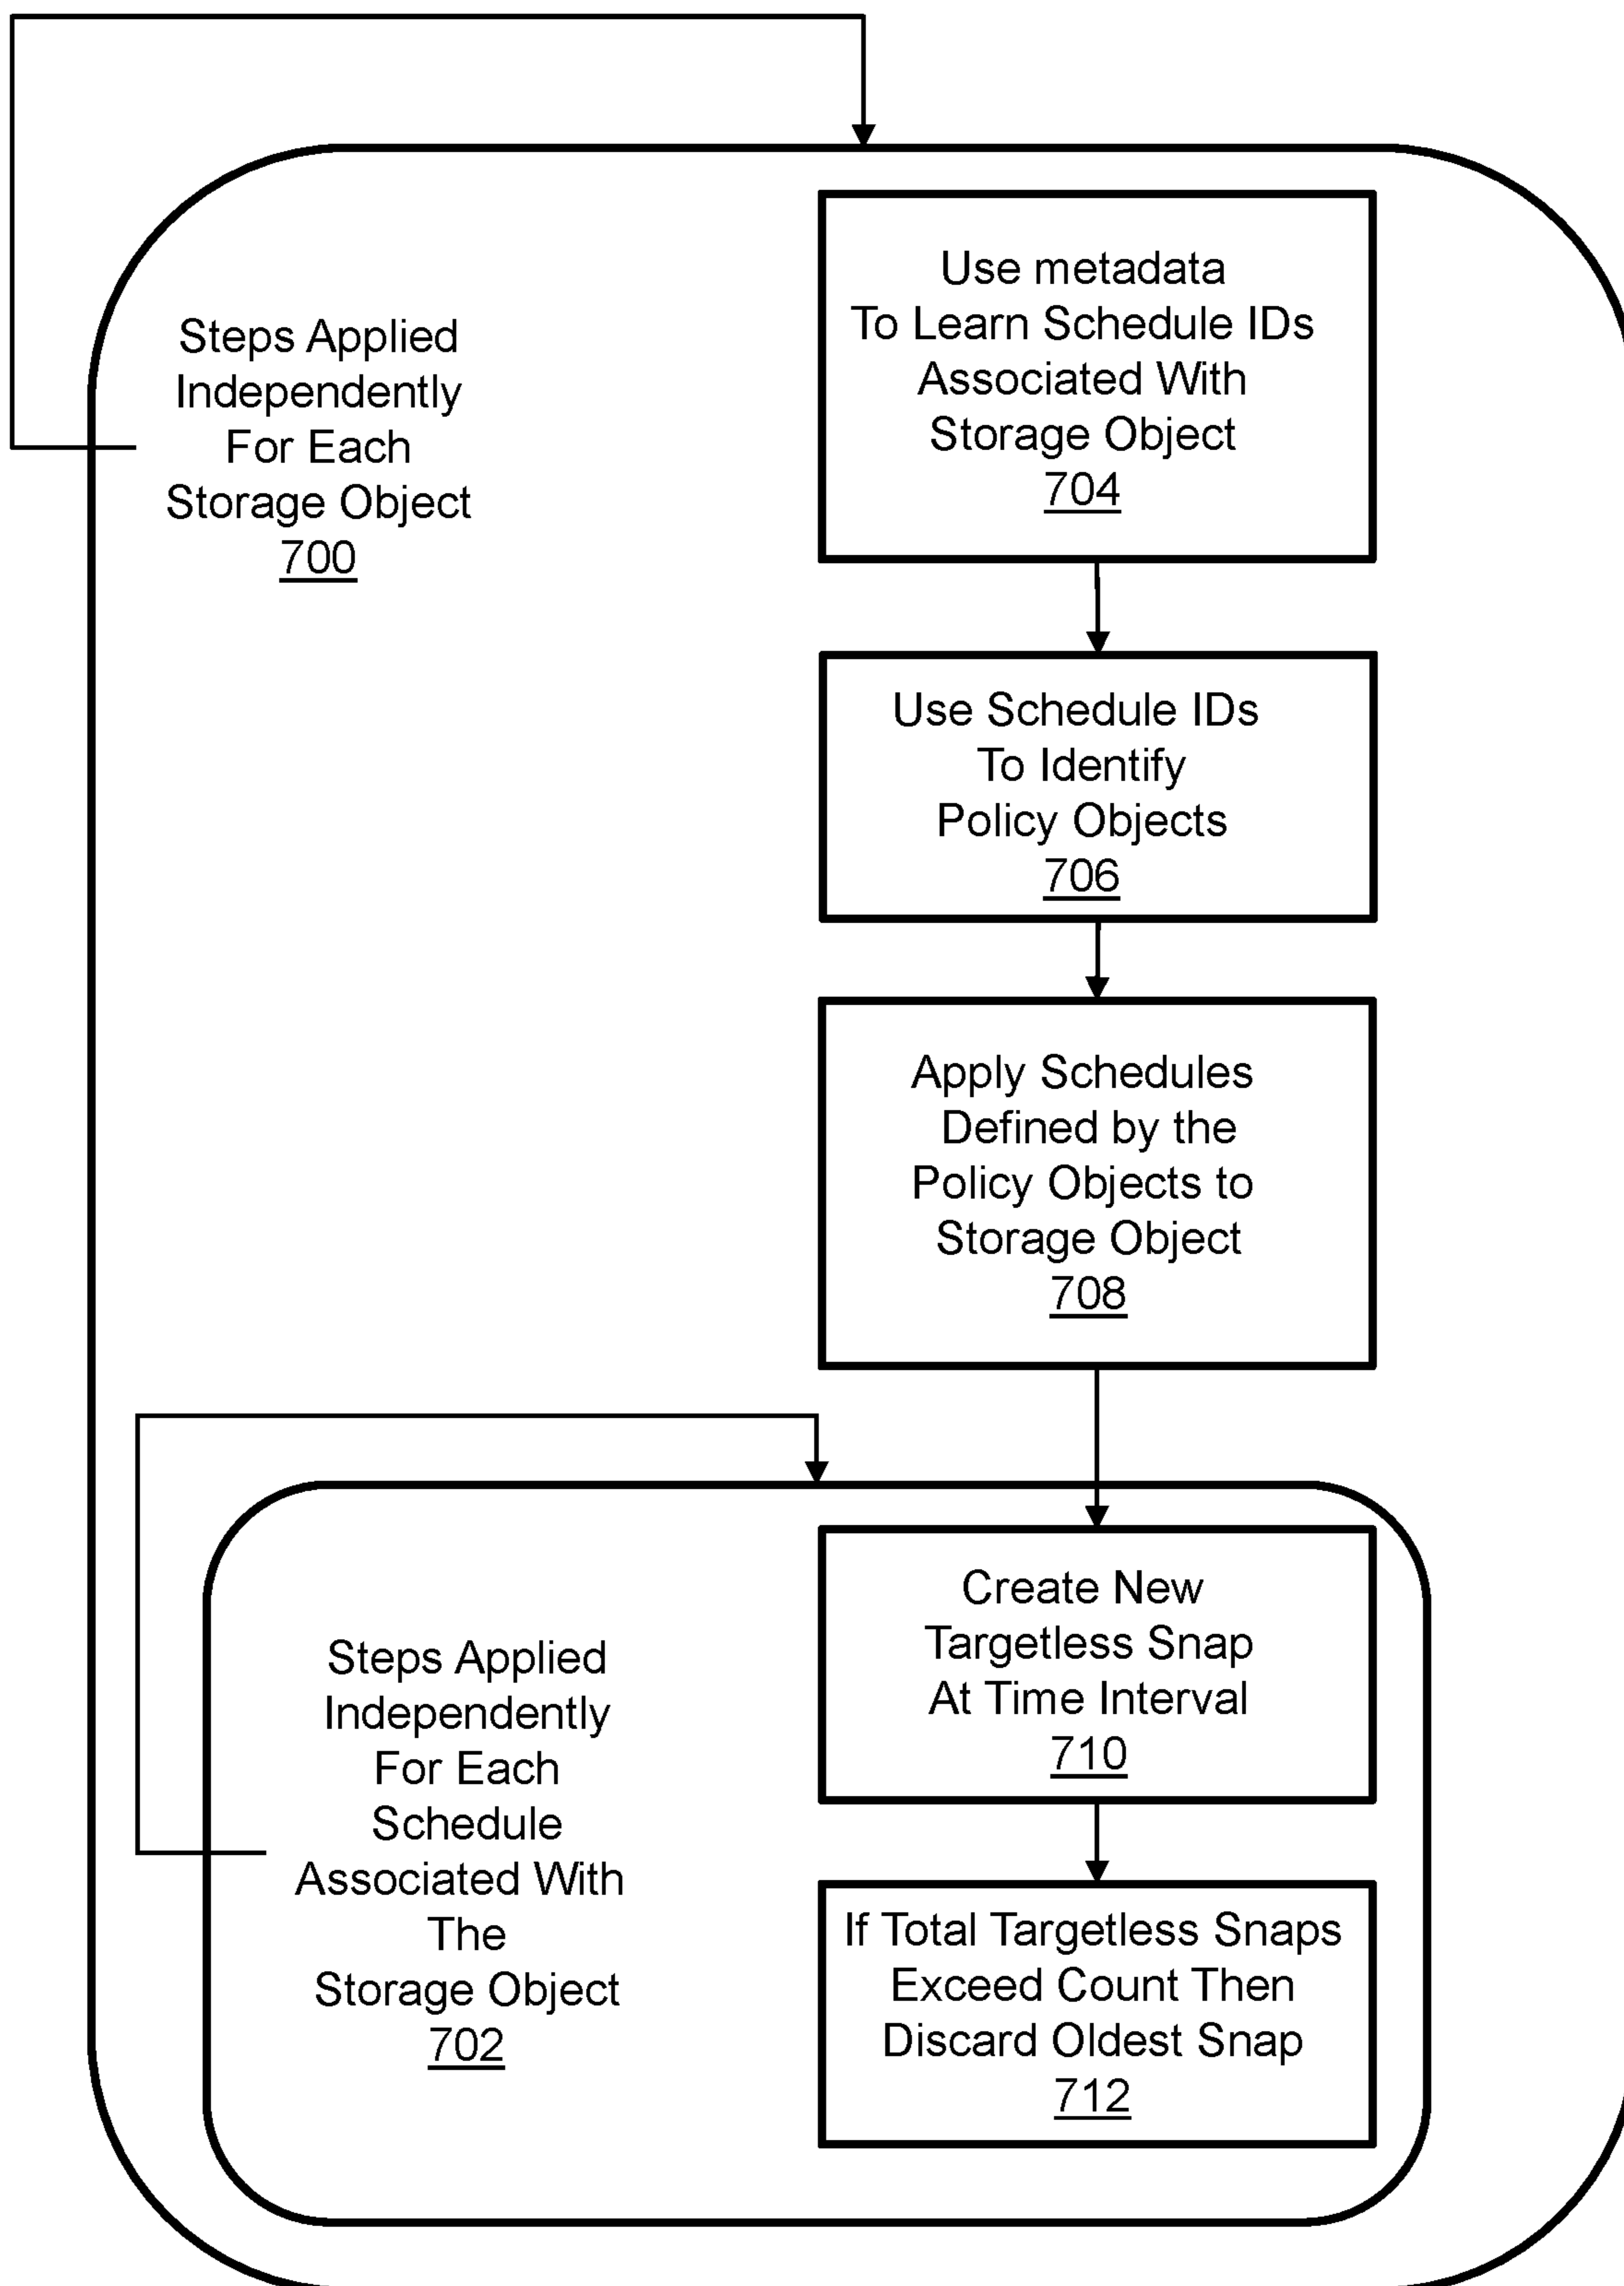 Steps Applied
Independently
For Each
Storage Object
700
Use metadata
To Learn Schedule IDs
Associated With
Storage Object
704
Use Schedule IDs
To Identify
Policy Objects
706
Apply Schedules
Defined by the
Policy Objects to
Storage Object
708
Steps Applied
Independently
For Each
Schedule
Associated With
The
Storage Object
702
Create New
Targetless Snap
At Time Interval
710
If Total Targetless Snaps
Exceed Count Then
Discard Oldest Snap
712